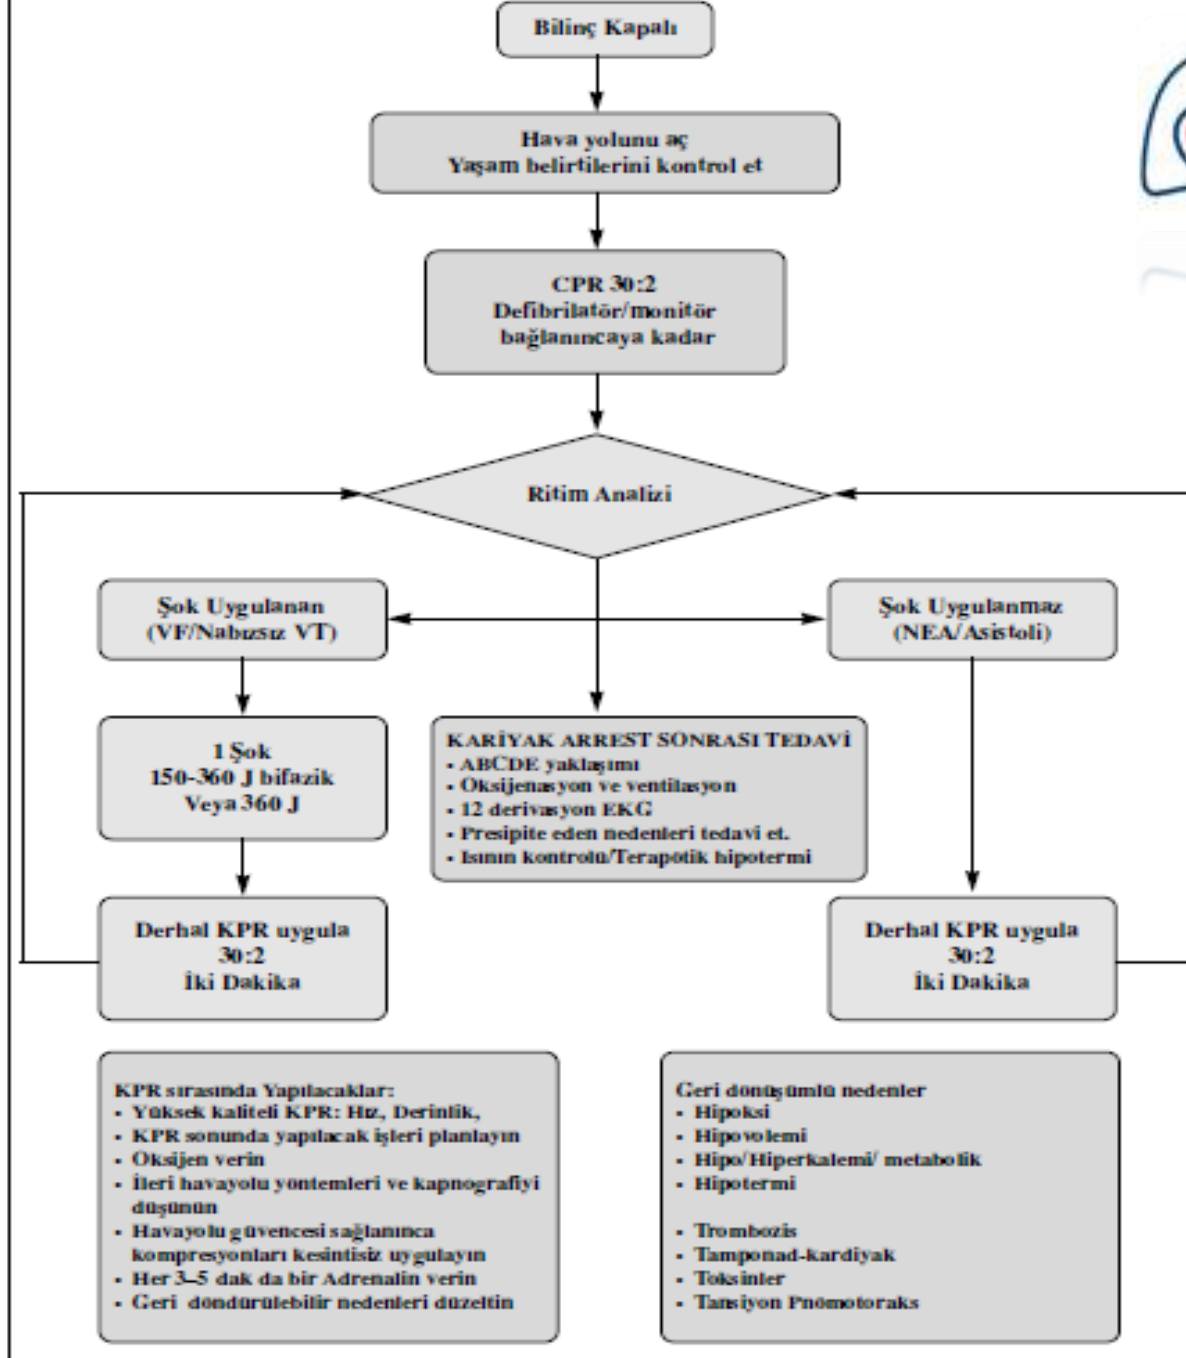 Bilinç Kapalı
Hava yolunu aç
Yaşam belirtilerini kontrol et
CPR 30:2
Defibrilatör/monitör
bağlanıncaya kadar
Ritim Analizi
Şok Uygulanan
(VF/Nabızsız VT)
Şok Uygulanmaz
(NEA/Asistoli)
1 Şok
150-360 J bifazik
Veya 360 J
KARİYAK ARREST SONRASI TEDAVİ
- ABCDE yaklaşımı
- Oksijenasyon ve ventilasyon
- 12 derivasyon EKG
- Presipite eden nedenleri tedavi et.
- Isının kontrolü/Terapötik hipotermi
Derhal KPR uygula
30:2
İki Dakika
Derhal KPR uygula
30:2
İki Dakika
KPR sırasında Yapılacaklar:
- Yüksek kaliteli KPR: Hız, Derinlik,
- KPR sonunda yapılacak işleri planlayın
- Oksijen verin
- İleri havayolu yöntemleri ve kapnografiyi
düşünün
- Havayolu güvencesi sağlanınca
kompresyonları kesintisiz uygulayın
- Her 3–5 dak da bir Adrenalin verin
- Geri döndürülebilir nedenleri düzeltin
Geri dönüşümlü nedenler
- Hipoksi
- Hipovolemi
- Hipo/Hiperkalemi/ metabolik
- Hipotermi
- Trombozis
- Tamponad-kardiyak
- Toksinler
- Tansiyon Pnömotoraks